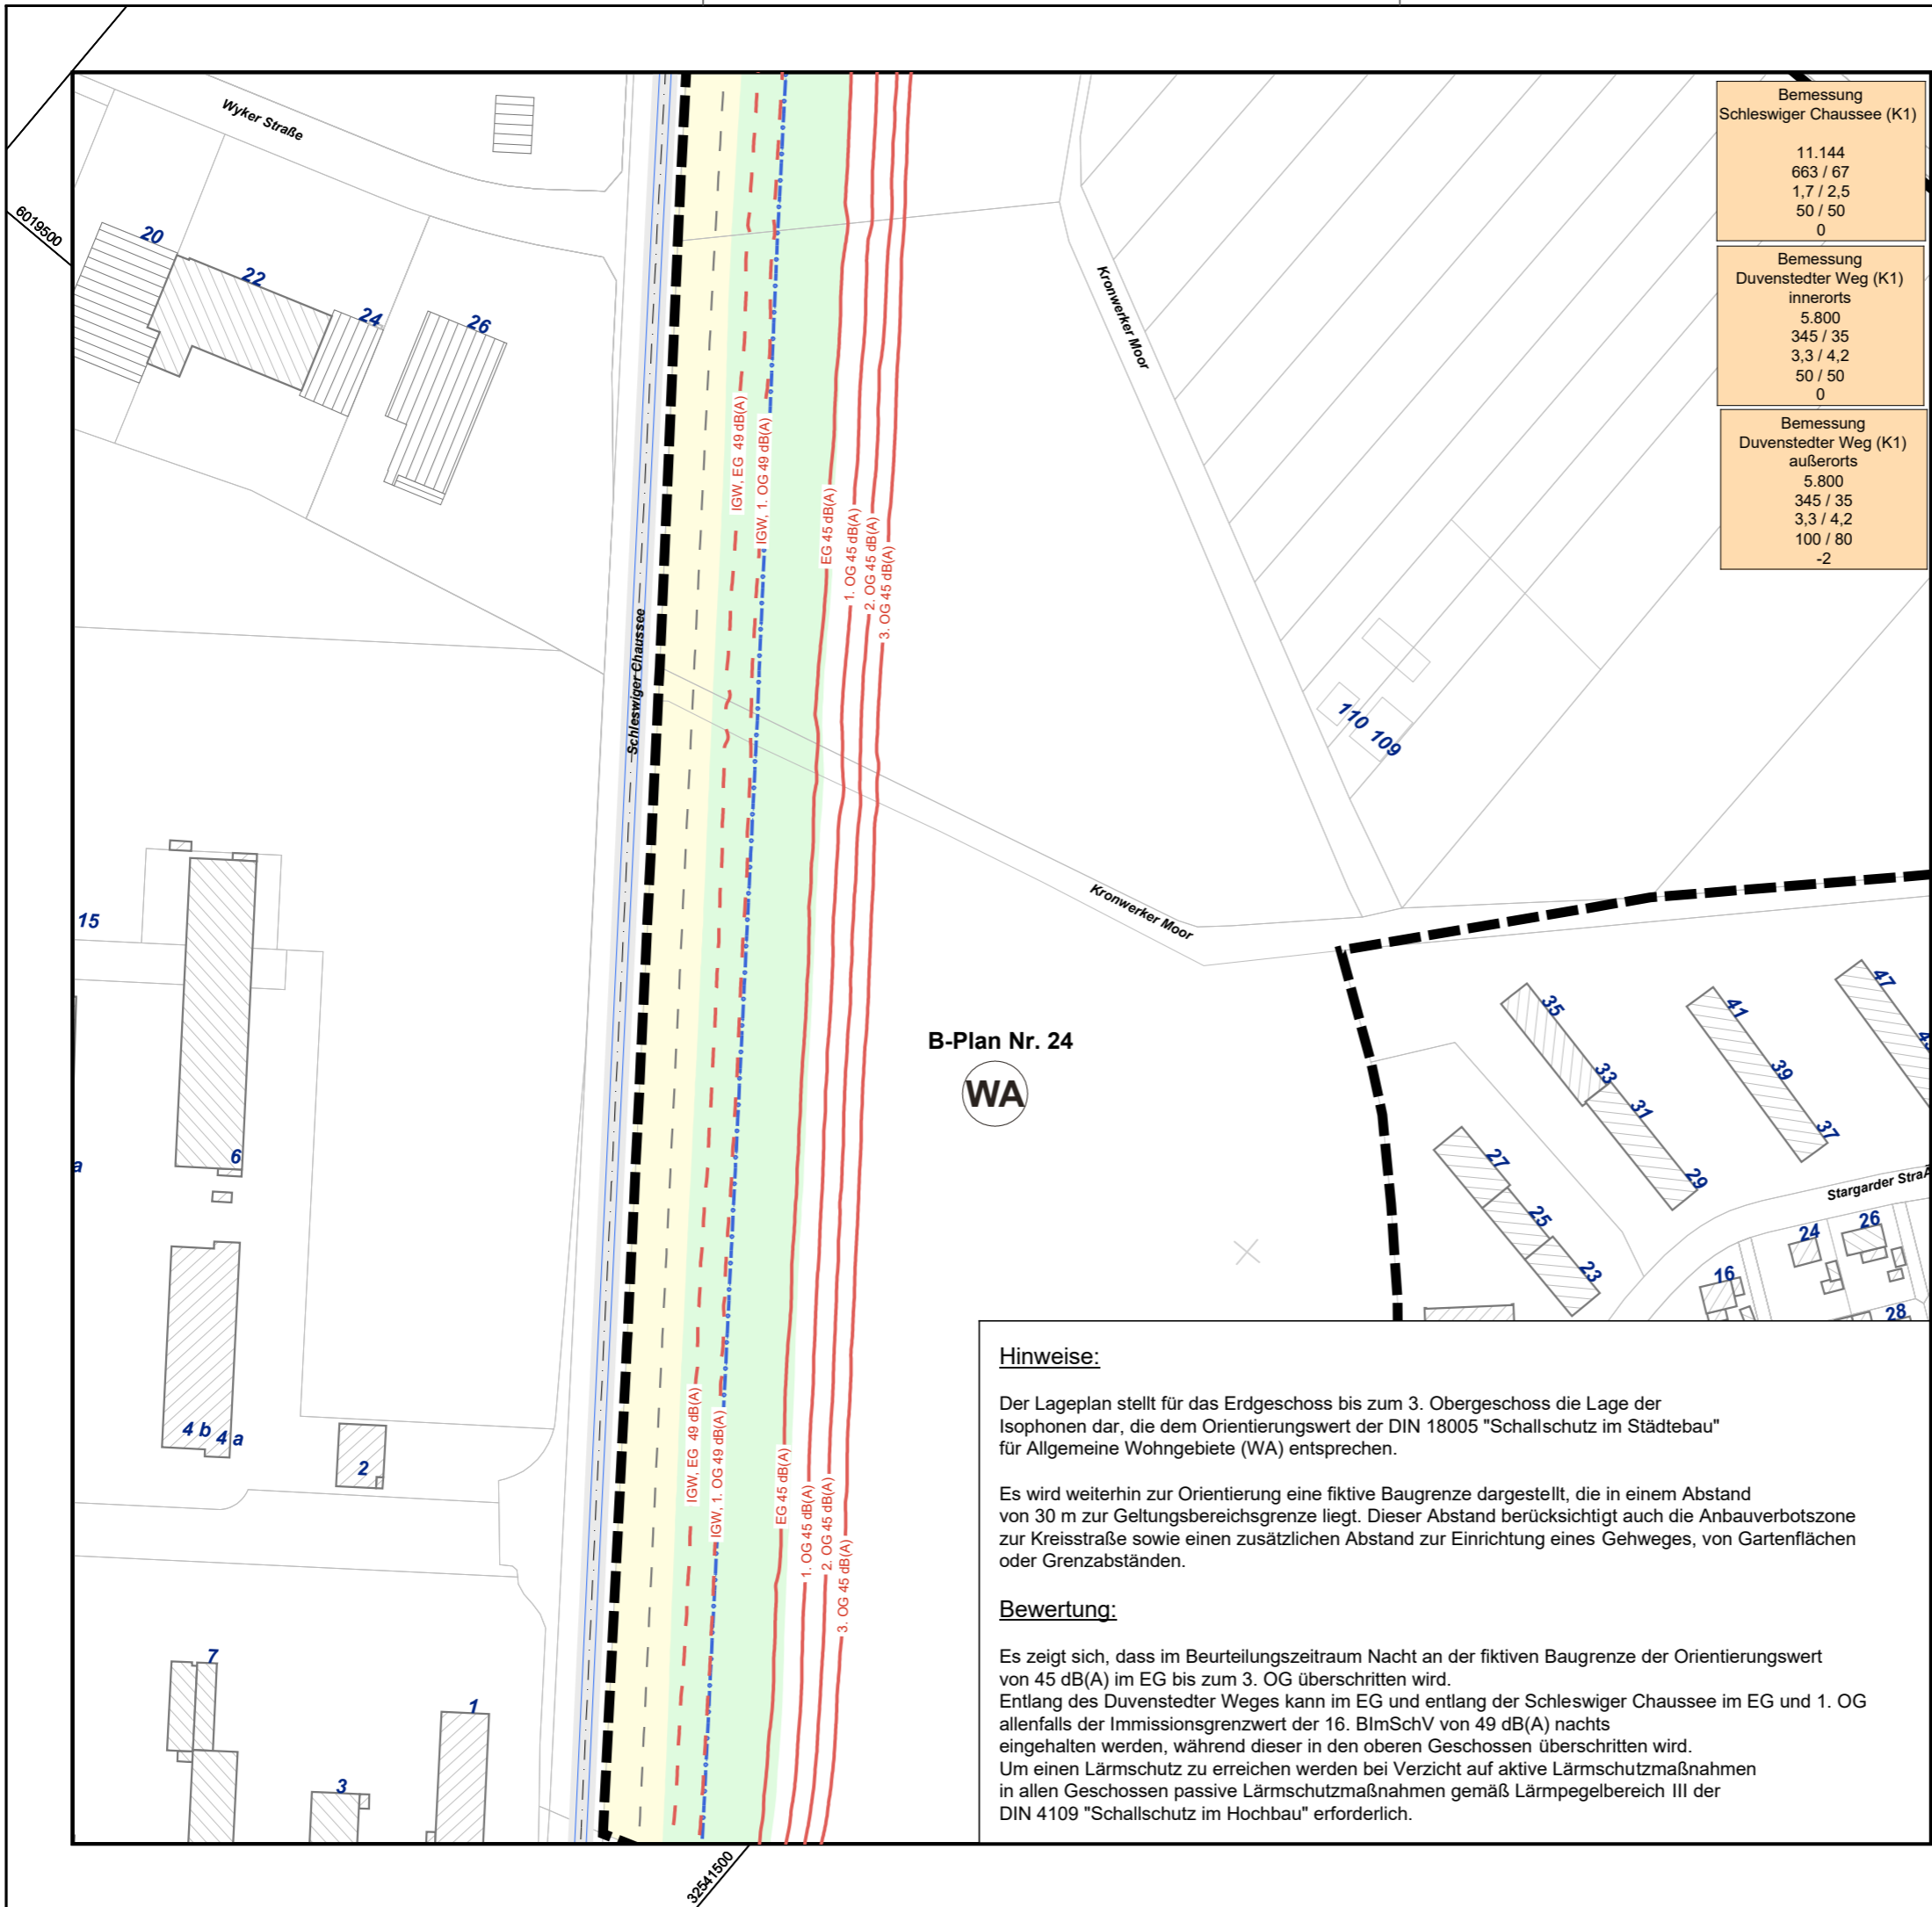 6019500
Wyker Straße
20
22
24
26
Schleswiger Chaussee
IGW, EG 49 dB(A)
IGW, 1. OG 49 dB(A)
EG 45 dB(A)
1. OG 45 dB(A)
2. OG 45 dB(A)
3. OG 45 dB(A)
Kronwerker Moor
110
109
Bemessung
Schleswiger Chaussee (K1)
11.144
663 / 67
1,7 / 2,5
50 / 50
0
Bemessung
Duvenstedter Weg (K1)
innerorts
5.800
345 / 35
3,3 / 4,2
50 / 50
0
Bemessung
Duvenstedter Weg (K1)
außerorts
5.800
345 / 35
3,3 / 4,2
100 / 80
-2
15
Kronwerker Moor
B-Plan Nr. 24
WA
a
6
4 b
4 a
2
7
1
3
35
33
31
29
41
39
37
47
27
25
23
24
26
16
28
IGW, EG 49 dB(A)
IGW, 1. OG 49 dB(A)
EG 45 dB(A)
1. OG 45 dB(A)
2. OG 45 dB(A)
3. OG 45 dB(A)
Hinweise:
Der Lageplan stellt für das Erdgeschoss bis zum 3. Obergeschoss die Lage der
Isophonen dar, die dem Orientierungswert der DIN 18005 "Schallschutz im Städtebau"
für Allgemeine Wohngebiete (WA) entsprechen.
Es wird weiterhin zur Orientierung eine fiktive Baugrenze dargestellt, die in einem Abstand
von 30 m zur Geltungsbereichsgrenze liegt. Dieser Abstand berücksichtigt auch die Anbauverbotszone
zur Kreisstraße sowie einen zusätzlichen Abstand zur Einrichtung eines Gehweges, von Gartenflächen
oder Grenzabständen.
Bewertung:
Es zeigt sich, dass im Beurteilungszeitraum Nacht an der fiktiven Baugrenze der Orientierungswert
von 45 dB(A) im EG bis zum 3. OG überschritten wird.
Entlang des Duvenstedter Weges kann im EG und entlang der Schleswiger Chaussee im EG und 1. OG
allenfalls der Immissionsgrenzwert der 16. BImSchV von 49 dB(A) nachts
eingehalten werden, während dieser in den oberen Geschossen überschritten wird.
Um einen Lärmschutz zu erreichen werden bei Verzicht auf aktive Lärmschutzmaßnahmen
in allen Geschossen passive Lärmschutzmaßnahmen gemäß Lärmpegelbereich III der
DIN 4109 "Schallschutz im Hochbau" erforderlich.
32541500
Stargarder